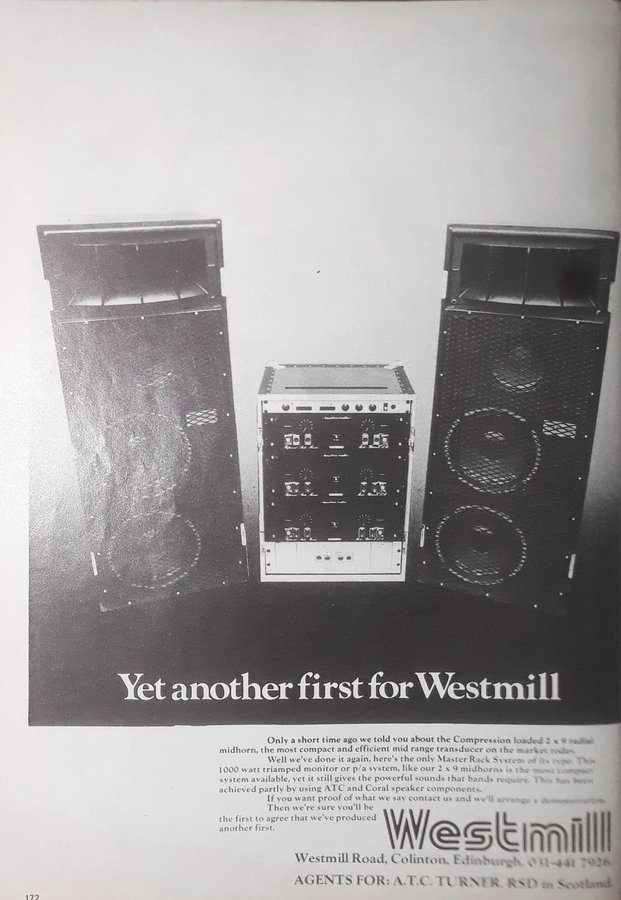 Yet another first for Westmill
Only a short time ago we told you about the Compression loaded 2 x 9 radial
midhorn, the most compact and efficient mid range transducer on the market today.
Well we've done it again, here's the only Master Rack System of its type. This
1000 watt triamped monitor or p/a system, like our 2 x 9 midhorns is the most compact
system available, yet it still gives the powerful sounds that bands require. This has been
achieved partly by using ATC and Coral speaker components.
If you want proof of what we say contact us and we'll arrange a demonstration.
Then we're sure you'll be
the first to agree that we've produced
another first.
Westmill
Westmill Road, Colinton, Edinburgh. 031-441 7926.
AGENTS FOR: A.T.C. TURNER. RSD in Scotland.
172